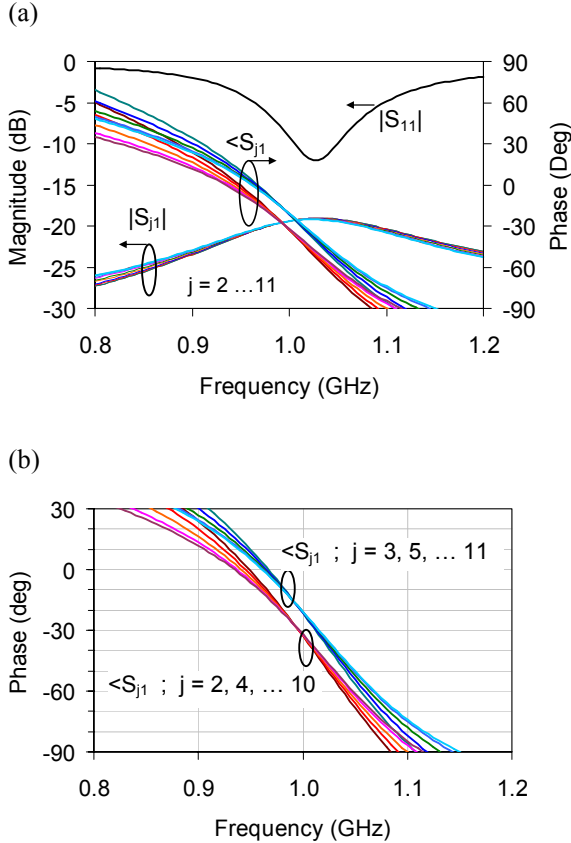 (a)
0
-5
-10
-15
-20
-25
-30
Magnitude (dB)
90
60
30
0
-30
-60
-90
Phase (Deg)
|S11|
<Sj1
|Sj1|
j = 2 ...11
0.8 0.9 1.0 1.1 1.2
Frequency (GHz)
(b)
30
0
-30
-60
-90
Phase (deg)
<Sj1 ; j = 3, 5, ... 11
<Sj1 ; j = 2, 4, ... 10
0.8 0.9 1.0 1.1 1.2
Frequency (GHz)